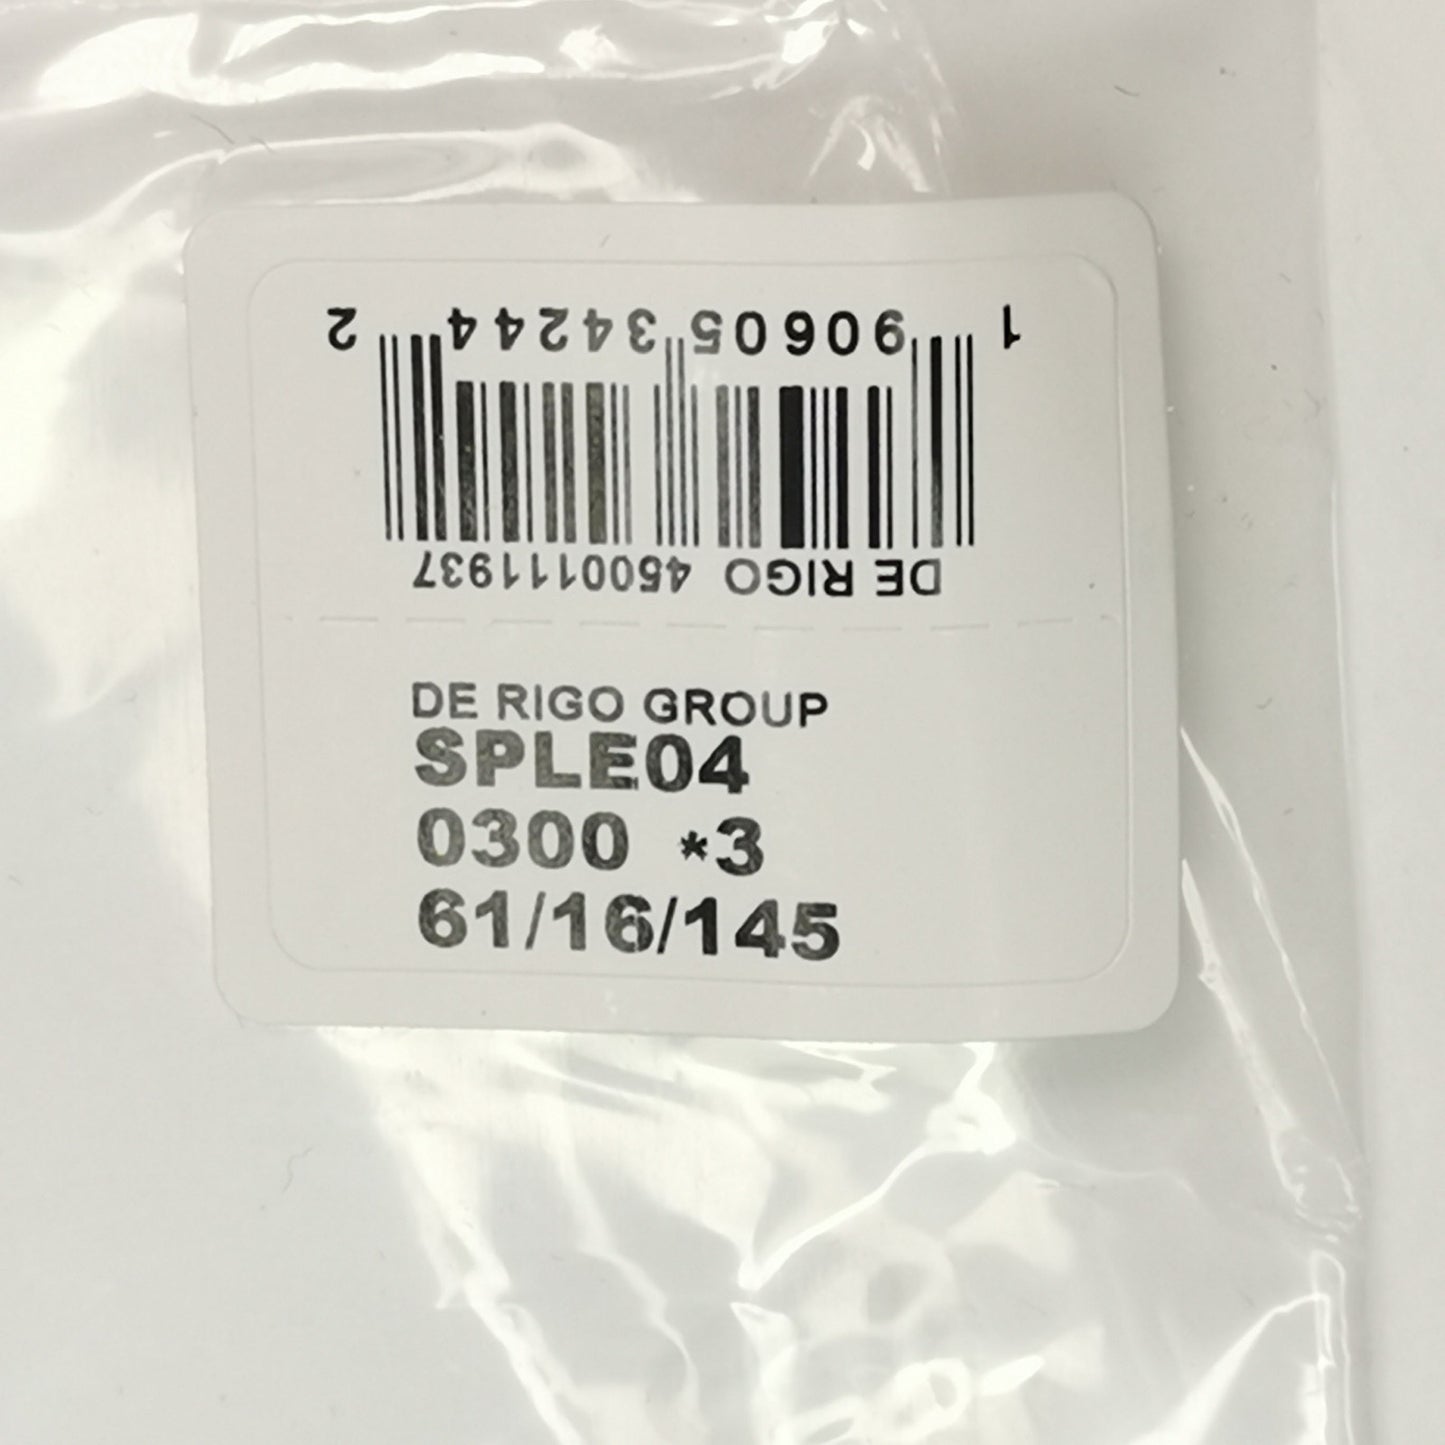 1 90605 34244 2
DE RIGO 4500111937
DE RIGO GROUP
SPLE04
0300 *3
61/16/145